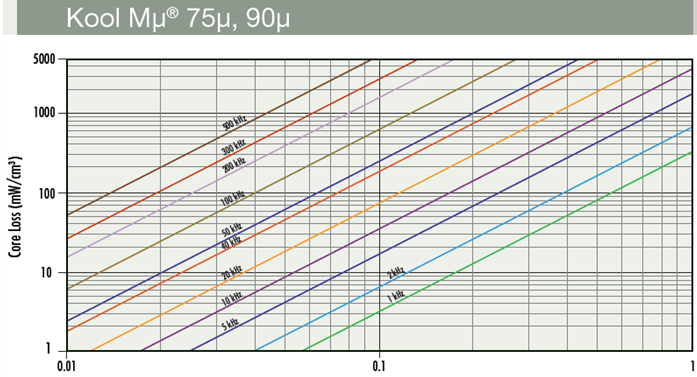 Kool Mµ® 75µ, 90µ
5000
1000
100
10
1
Core Loss (mW/cm³)
500 kHz
300 kHz
200 kHz
100 kHz
50 kHz
40 kHz
20 kHz
10 kHz
5 kHz
2 kHz
1 kHz
0.01
0.1
1